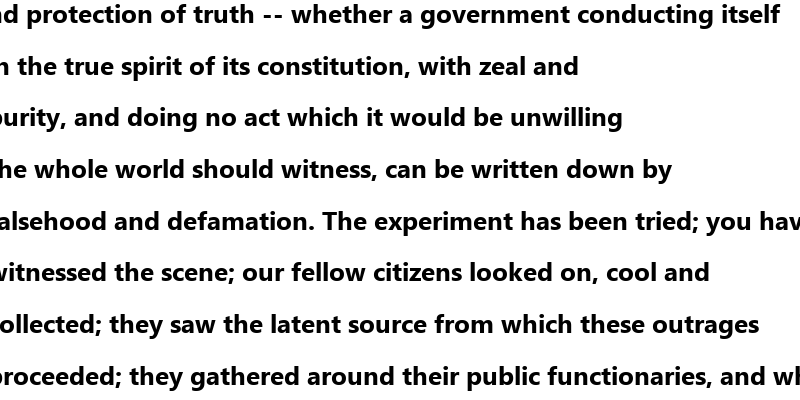 nd protection of truth -- whether a government conducting itself
n the true spirit of its constitution, with zeal and
purity, and doing no act which it would be unwilling
he whole world should witness, can be written down by
alsehood and defamation. The experiment has been tried; you hav
witnessed the scene; our fellow citizens looked on, cool and
ollected; they saw the latent source from which these outrages
proceeded; they gathered around their public functionaries, and wh